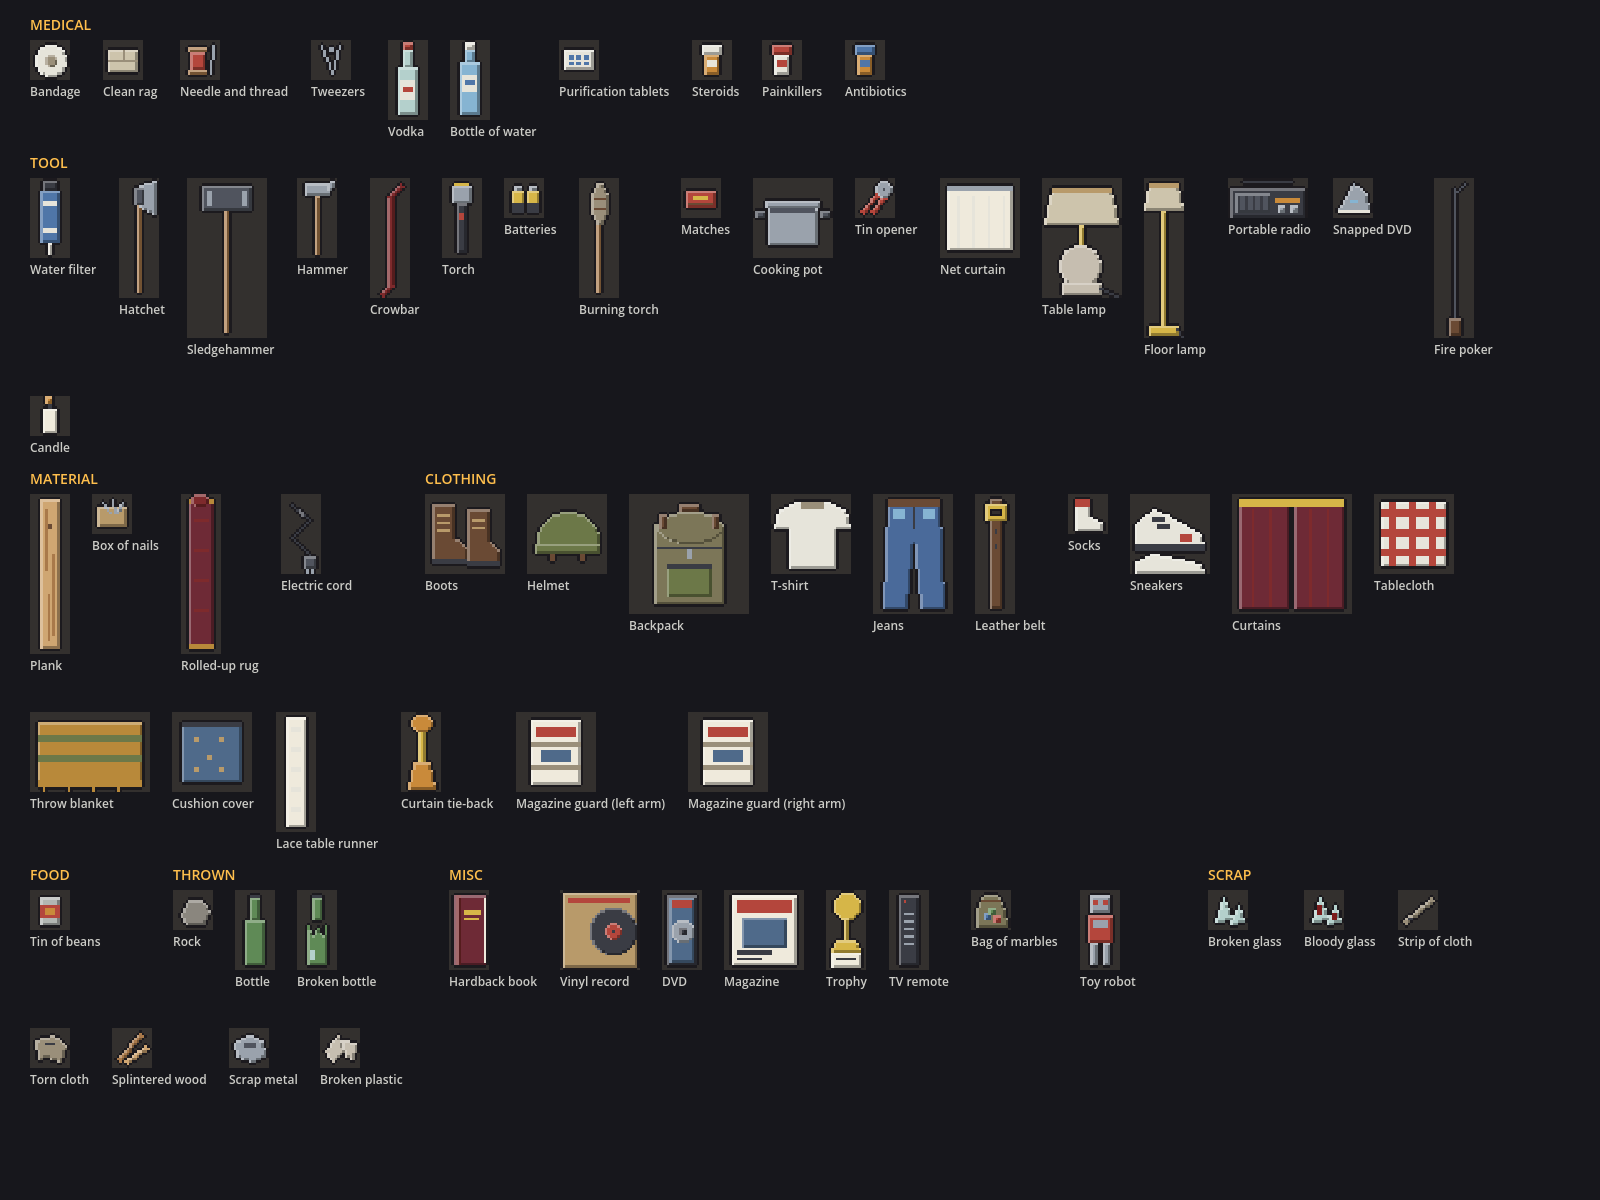 MEDICAL
Bandage
Clean rag
Needle and thread
Tweezers
Vodka
Bottle of water
Purification tablets
Steroids
Painkillers
Antibiotics
TOOL
Water filter
Hatchet
Sledgehammer
Hammer
Crowbar
Torch
Batteries
Burning torch
Matches
Cooking pot
Tin opener
Net curtain
Table lamp
Floor lamp
Portable radio
Snapped DVD
Fire poker
Candle
MATERIAL
Plank
Box of nails
Rolled-up rug
Electric cord
CLOTHING
Boots
Helmet
Backpack
T-shirt
Jeans
Leather belt
Socks
Sneakers
Curtains
Tablecloth
Throw blanket
Cushion cover
Lace table runner
Curtain tie-back
Magazine guard (left arm)
Magazine guard (right arm)
FOOD
Tin of beans
THROWN
Rock
Bottle
Broken bottle
MISC
Hardback book
Vinyl record
DVD
Magazine
Trophy
TV remote
Bag of marbles
Toy robot
SCRAP
Broken glass
Bloody glass
Strip of cloth
Torn cloth
Splintered wood
Scrap metal
Broken plastic